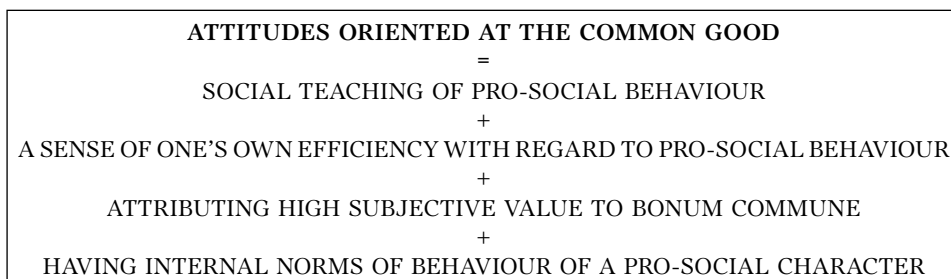 ATTITUDES ORIENTED AT THE COMMON GOOD
=
SOCIAL TEACHING OF PRO-SOCIAL BEHAVIOUR
+
A SENSE OF ONE’S OWN EFFICIENCY WITH REGARD TO PRO-SOCIAL BEHAVIOUR
+
ATTRIBUTING HIGH SUBJECTIVE VALUE TO BONUM COMMUNE
+
HAVING INTERNAL NORMS OF BEHAVIOUR OF A PRO-SOCIAL CHARACTER